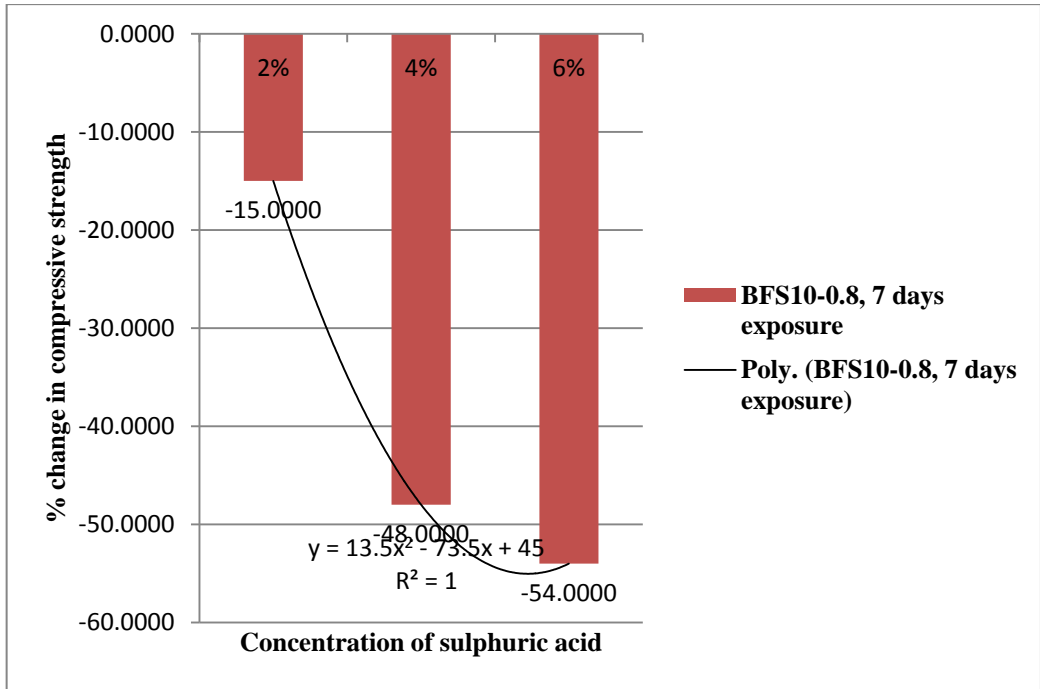 0.0000
-10.0000
-20.0000
-30.0000
-40.0000
-50.0000
-60.0000
% change in compressive strength
2%
4%
6%
-15.0000
-48.0000
y = 13.5x² - 73.5x + 45
R² = 1
-54.0000
Concentration of sulphuric acid
BFS10-0.8, 7 days
exposure
Poly. (BFS10-0.8, 7 days
exposure)